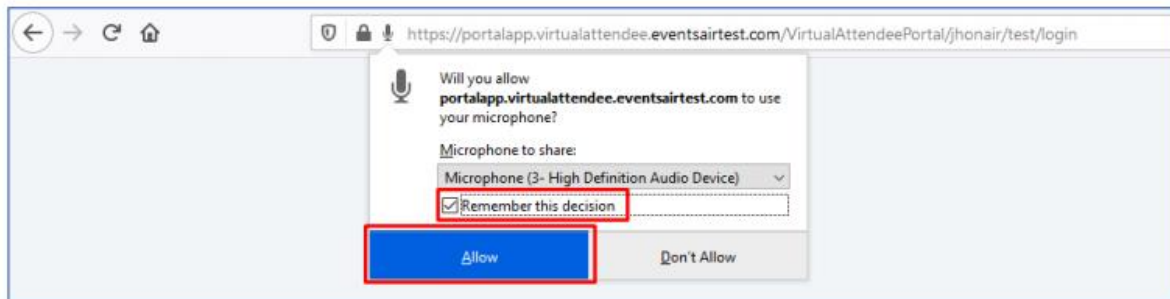 https://portalapp.virtualattendee.eventsairtest.com/VirtualAttendeePortal/jhonair/test/login
Will you allow
portalapp.virtualattendee.eventsairtest.com to use
your microphone?
Microphone to share:
Microphone (3- High Definition Audio Device)
Remember this decision
Allow
Don't Allow